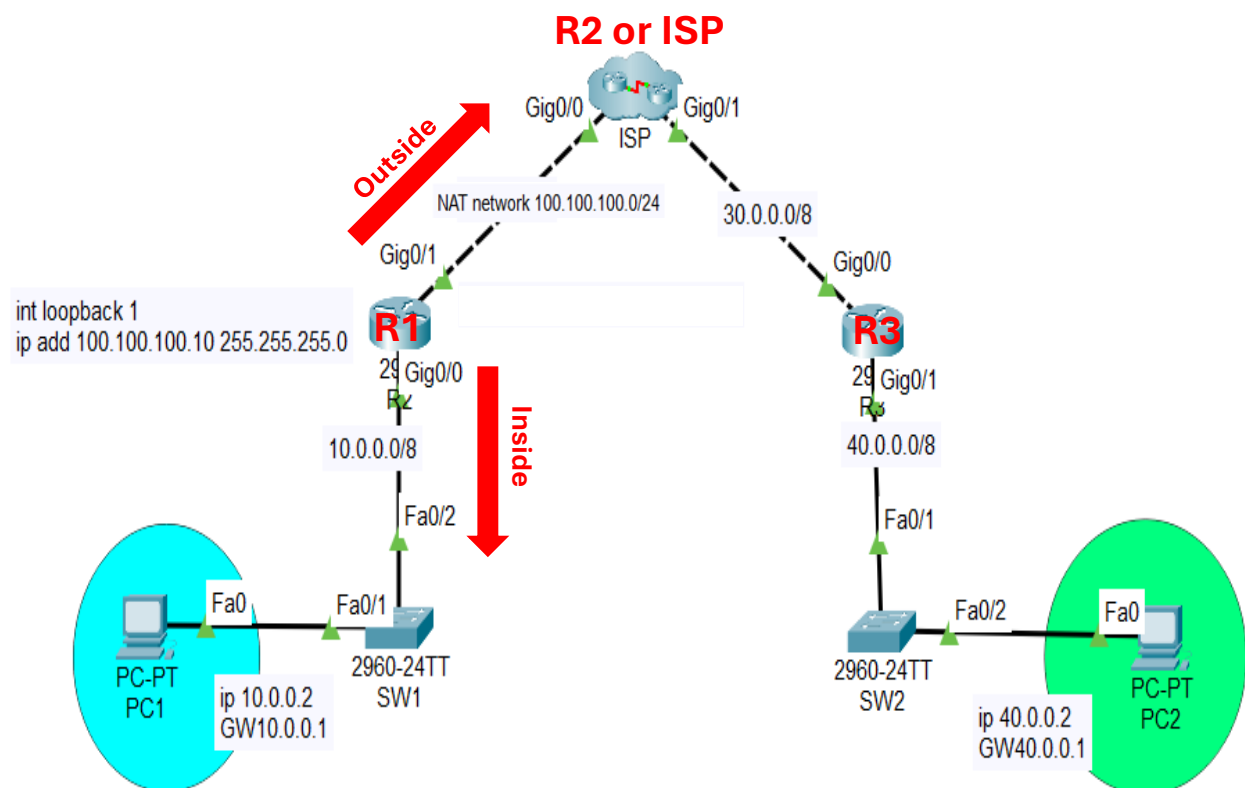 R2 or ISP
Gig0/0
Gig0/1
ISP
Outside
NAT network 100.100.100.0/24
30.0.0.0/8
Gig0/1
Gig0/0
int loopback 1
ip add 100.100.100.10 255.255.255.0
R1
R3
29
Gig0/0
29
Gig0/1
R3
10.0.0.0/8
Inside
40.0.0.0/8
Fa0/2
Fa0/1
Fa0
Fa0/1
Fa0/2
Fa0
PC-PT
PC1
ip 10.0.0.2
GW10.0.0.1
2960-24TT
SW1
2960-24TT
SW2
ip 40.0.0.2
GW40.0.0.1
PC-PT
PC2